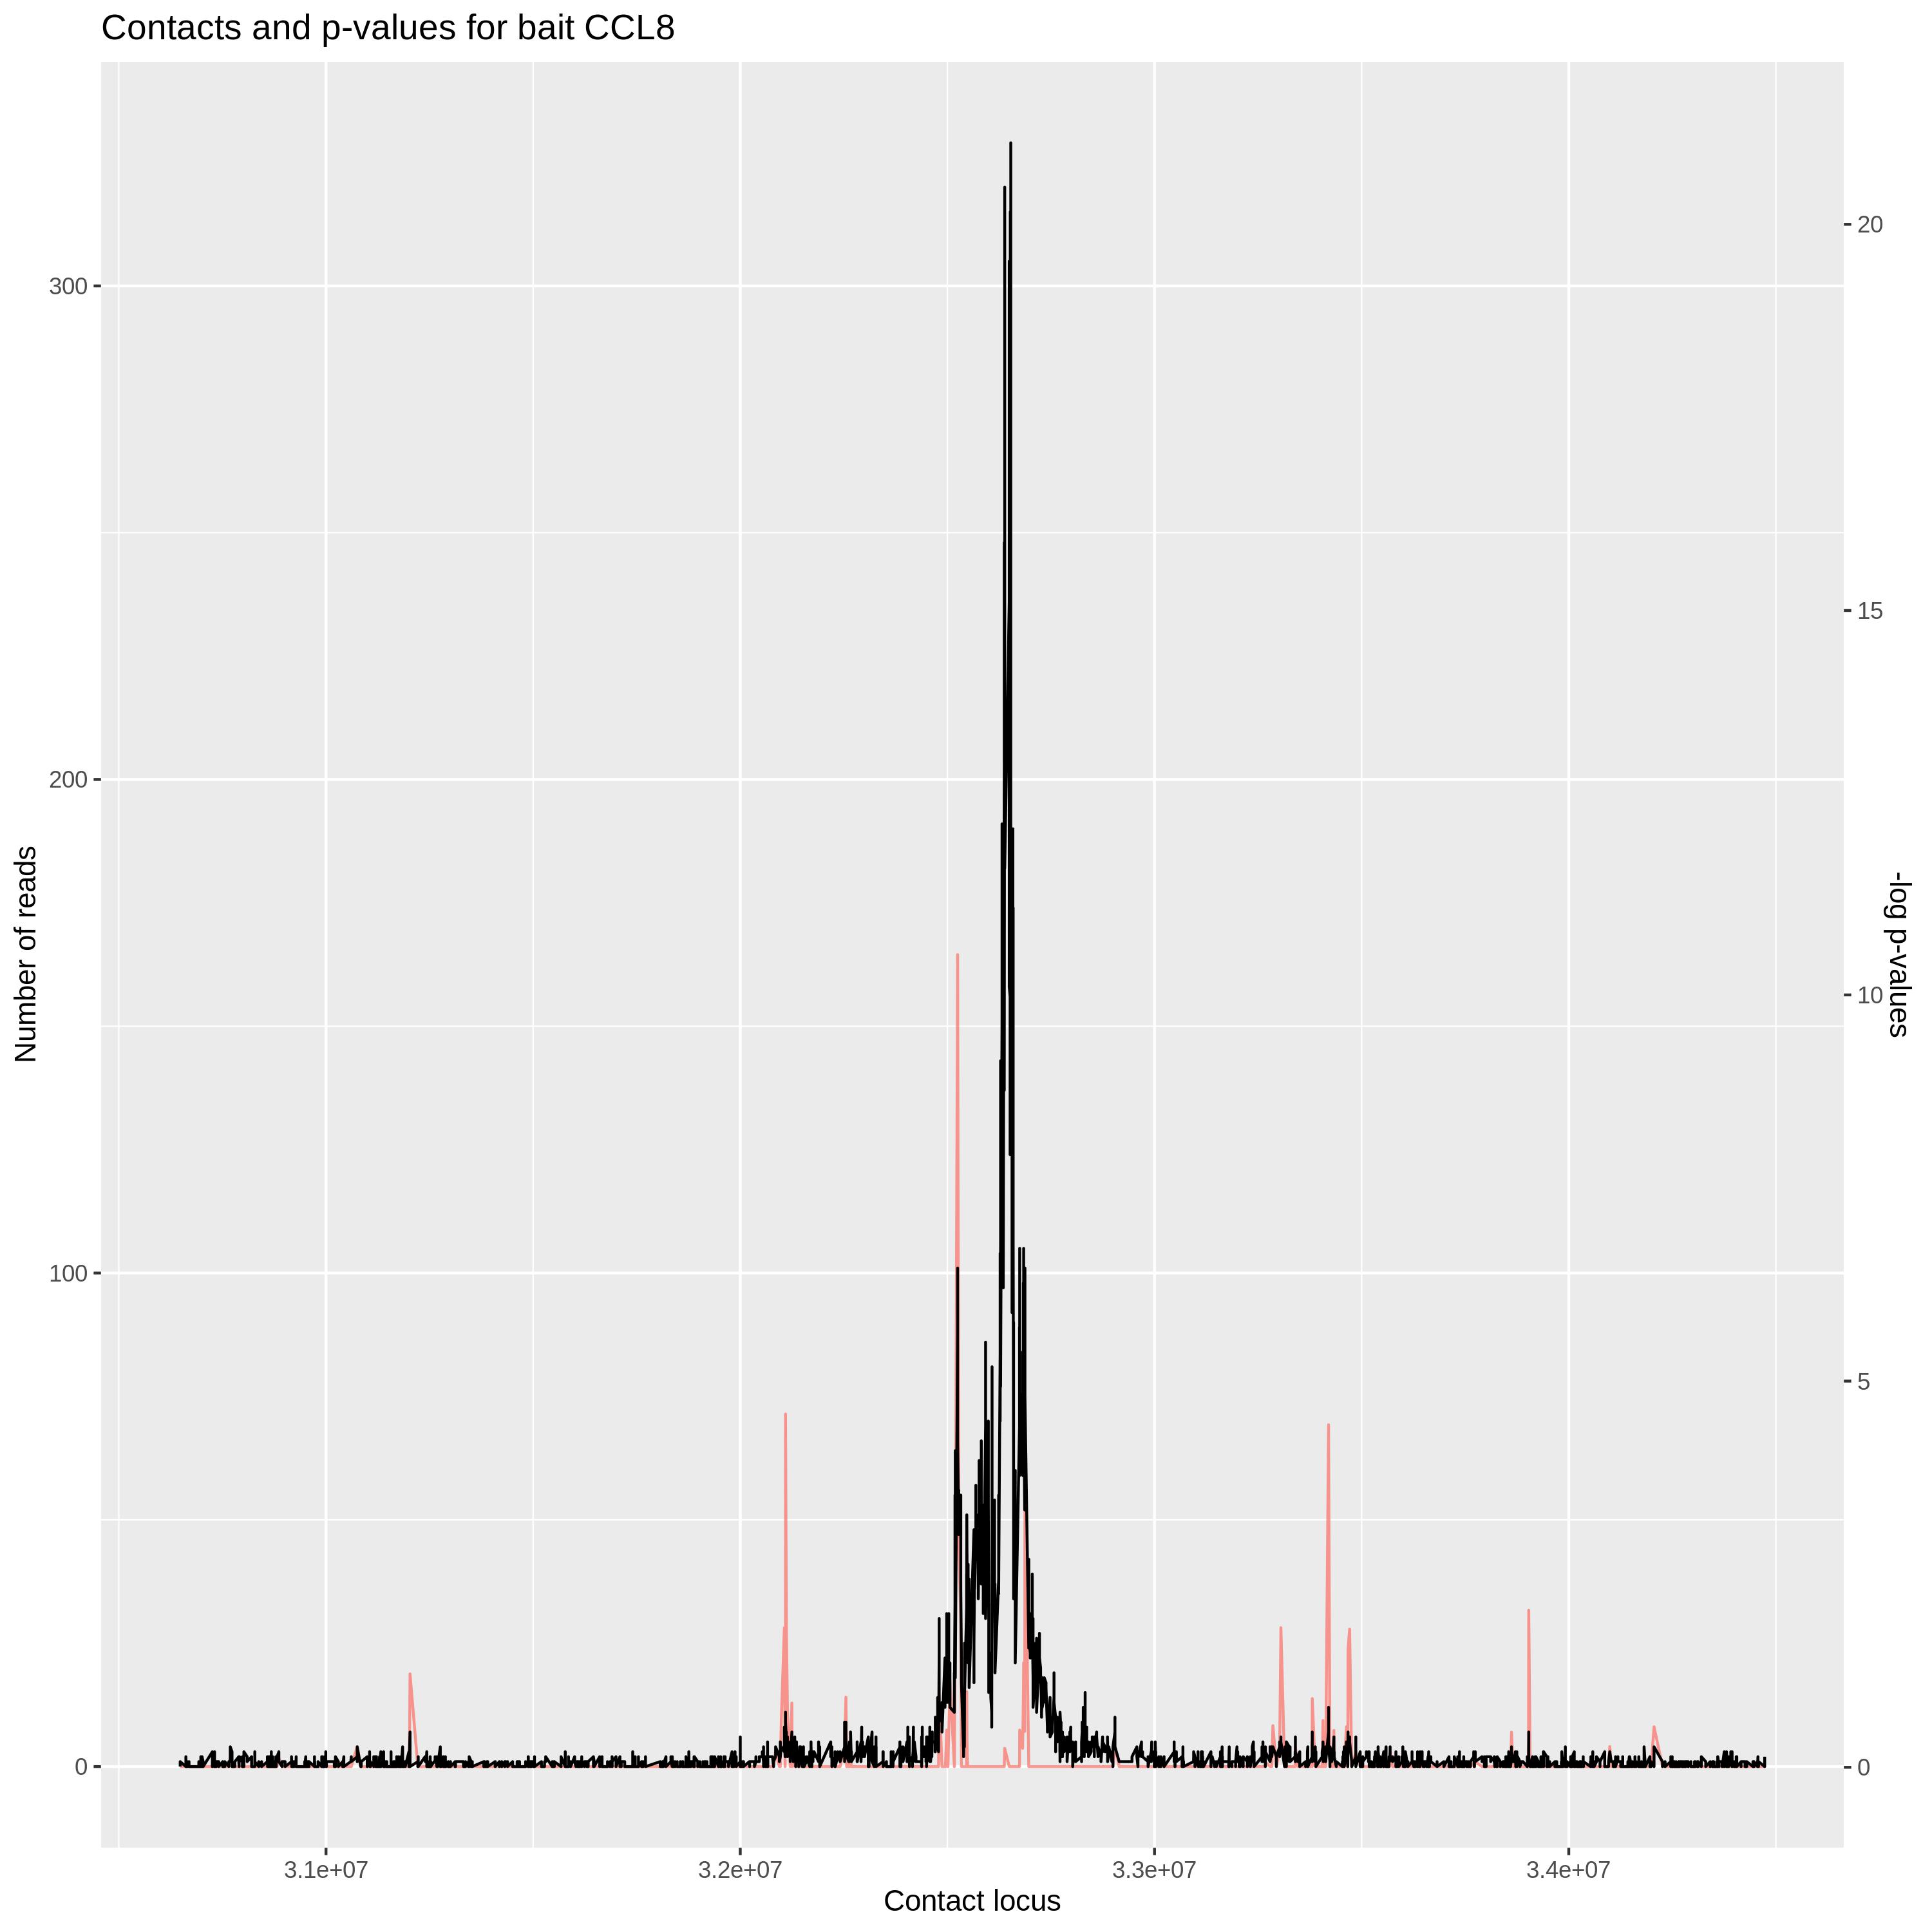 Contacts and p-values for bait CCL8
300
200
100
0
Number of reads
20
15
10
5
0
-log p-values
3.1e+07 3.2e+07 3.3e+07 3.4e+07
Contact locus